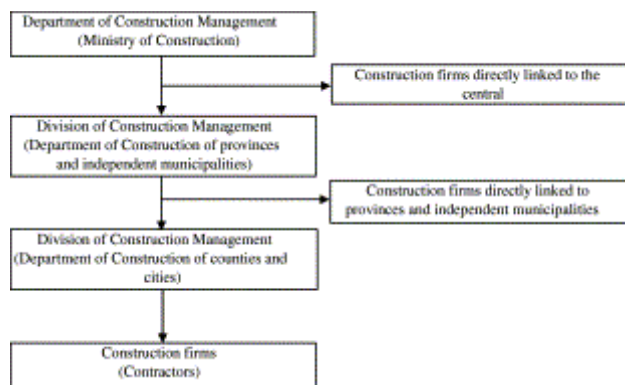 Department of Construction Management
(Ministry of Construction)
Construction firms directly linked to the
central
Division of Construction Management
(Department of Construction of provinces
and independent municipalities)
Construction firms directly linked to
provinces and independent municipalities
Division of Construction Management
(Department of Construction of counties and
cities)
Construction firms
(Contractors)